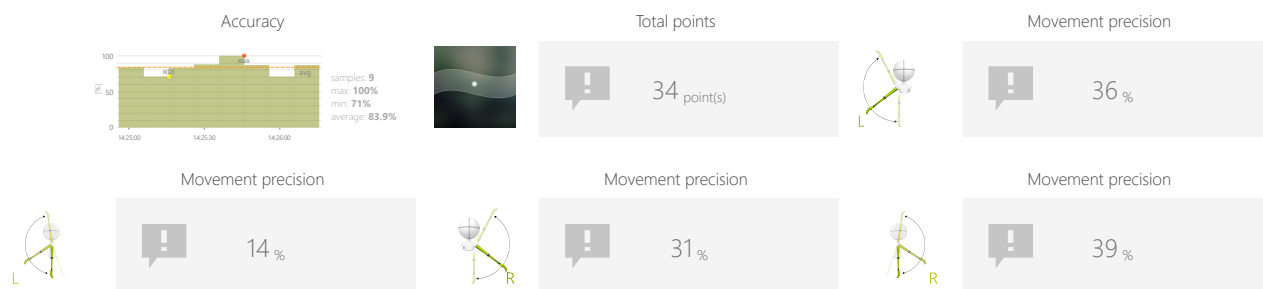 Accuracy
Total points
Movement precision
100
50
0
[%]
min
max
avg
14:25:00
14:25:30
14:26:00
samples: 9
max: 100%
min: 71%
average: 83.9%
34 point(s)
L
36 %
Movement precision
Movement precision
Movement precision
L
14 %
R
31 %
R
39 %